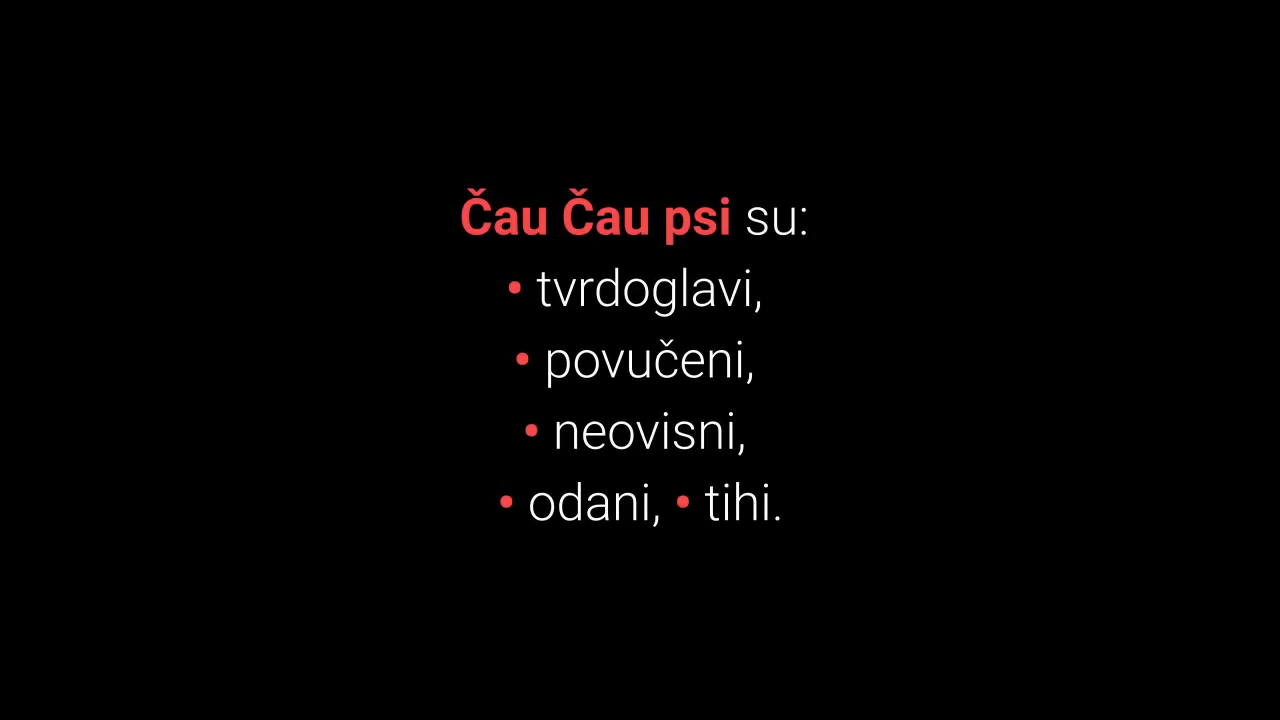 Čau Čau psi su:
• tvrdoglavi,
• povučeni,
• neovisni,
• odani, • tihi.